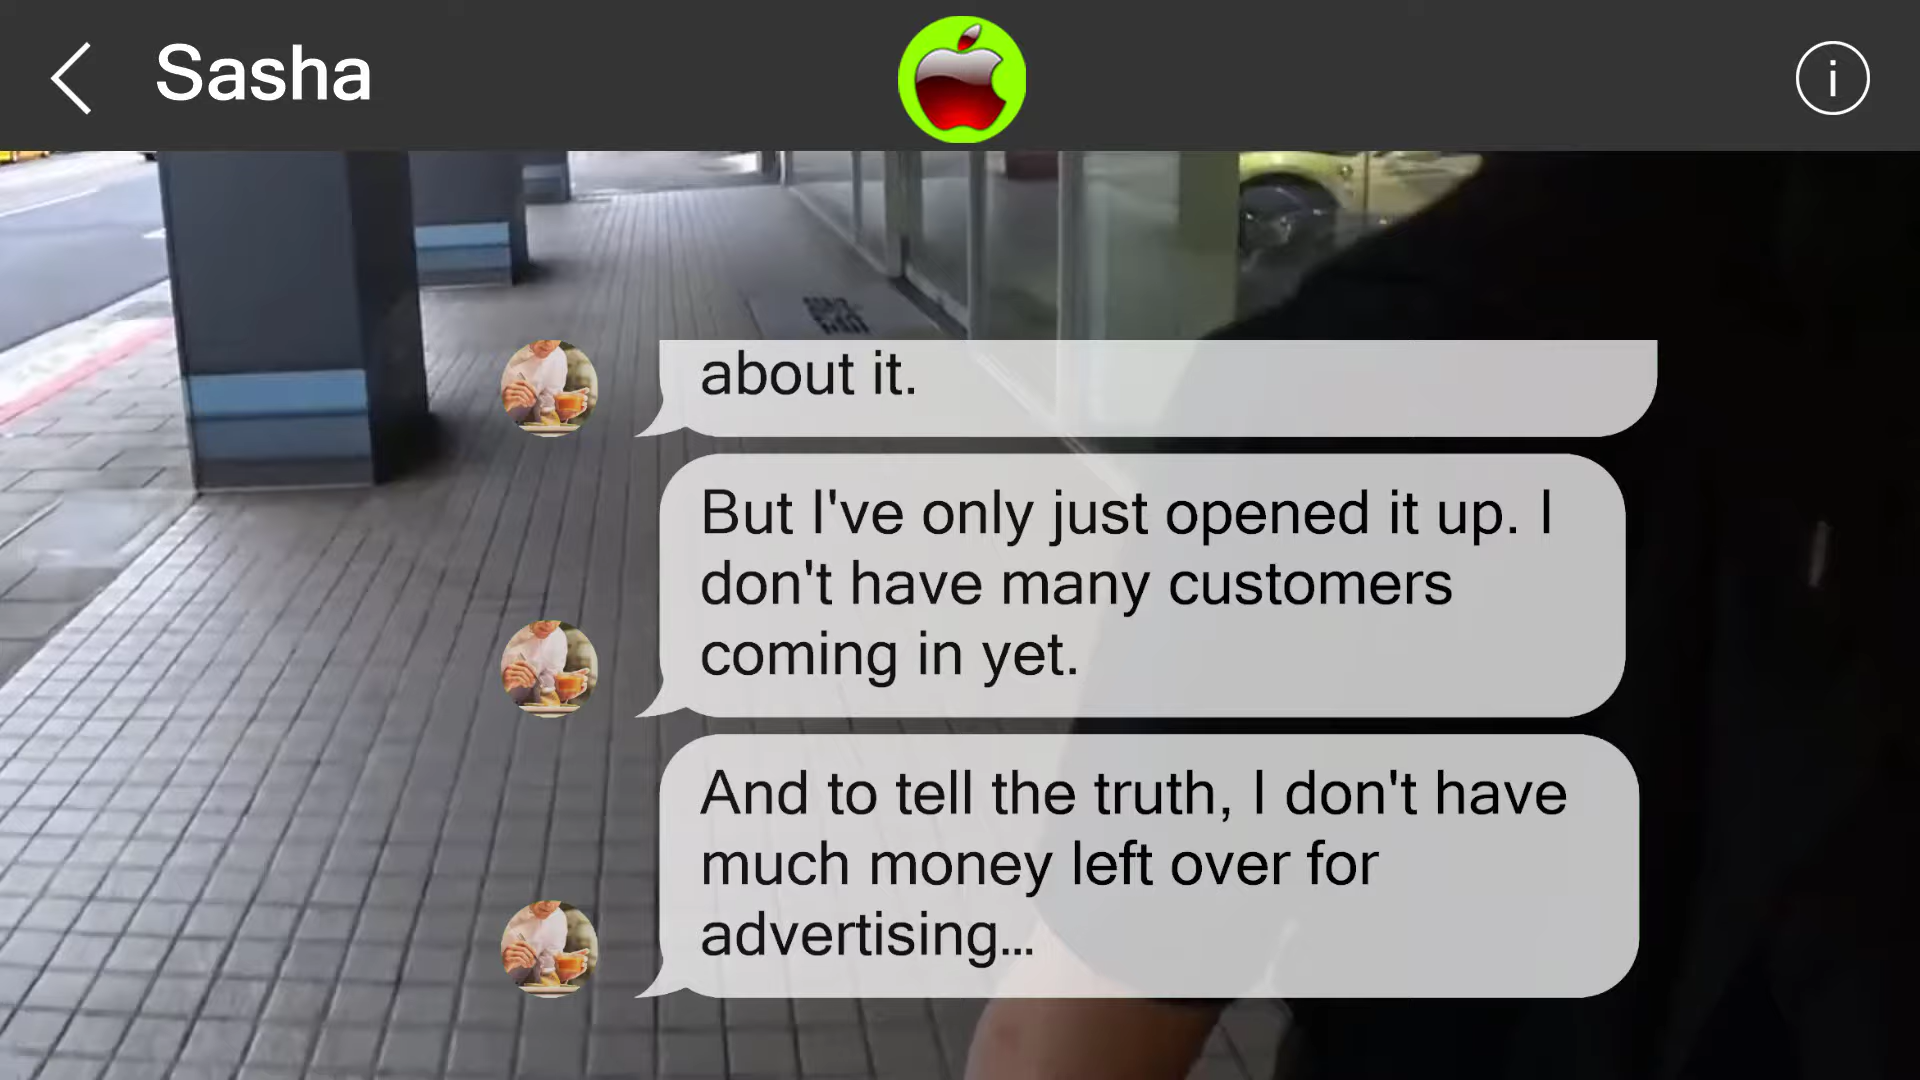 Sasha
i
about it.
But I've only just opened it up. I
don't have many customers
coming in yet.
And to tell the truth, I don't have
much money left over for
advertising...